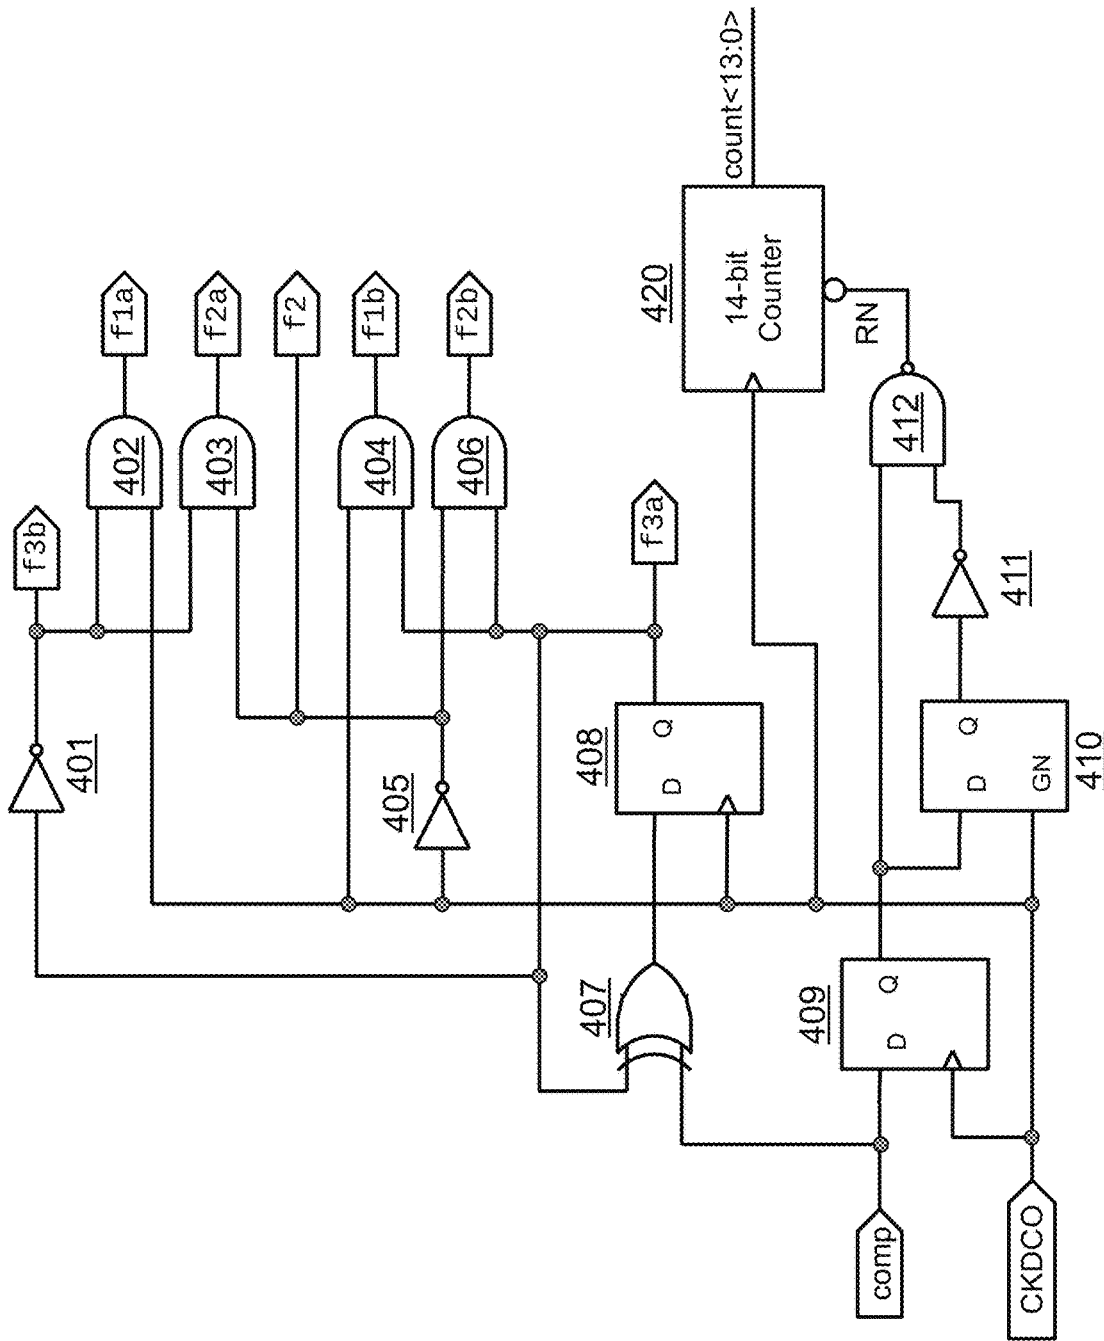 f3b
401
402
f1a
403
f2a
f2
404
f1b
405
406
f2b
407
408
D
Q
f3a
420
14-bit
Counter
count<13:0>
RN
comp
409
D
Q
412
411
CKDCO
410
D
Q
GN